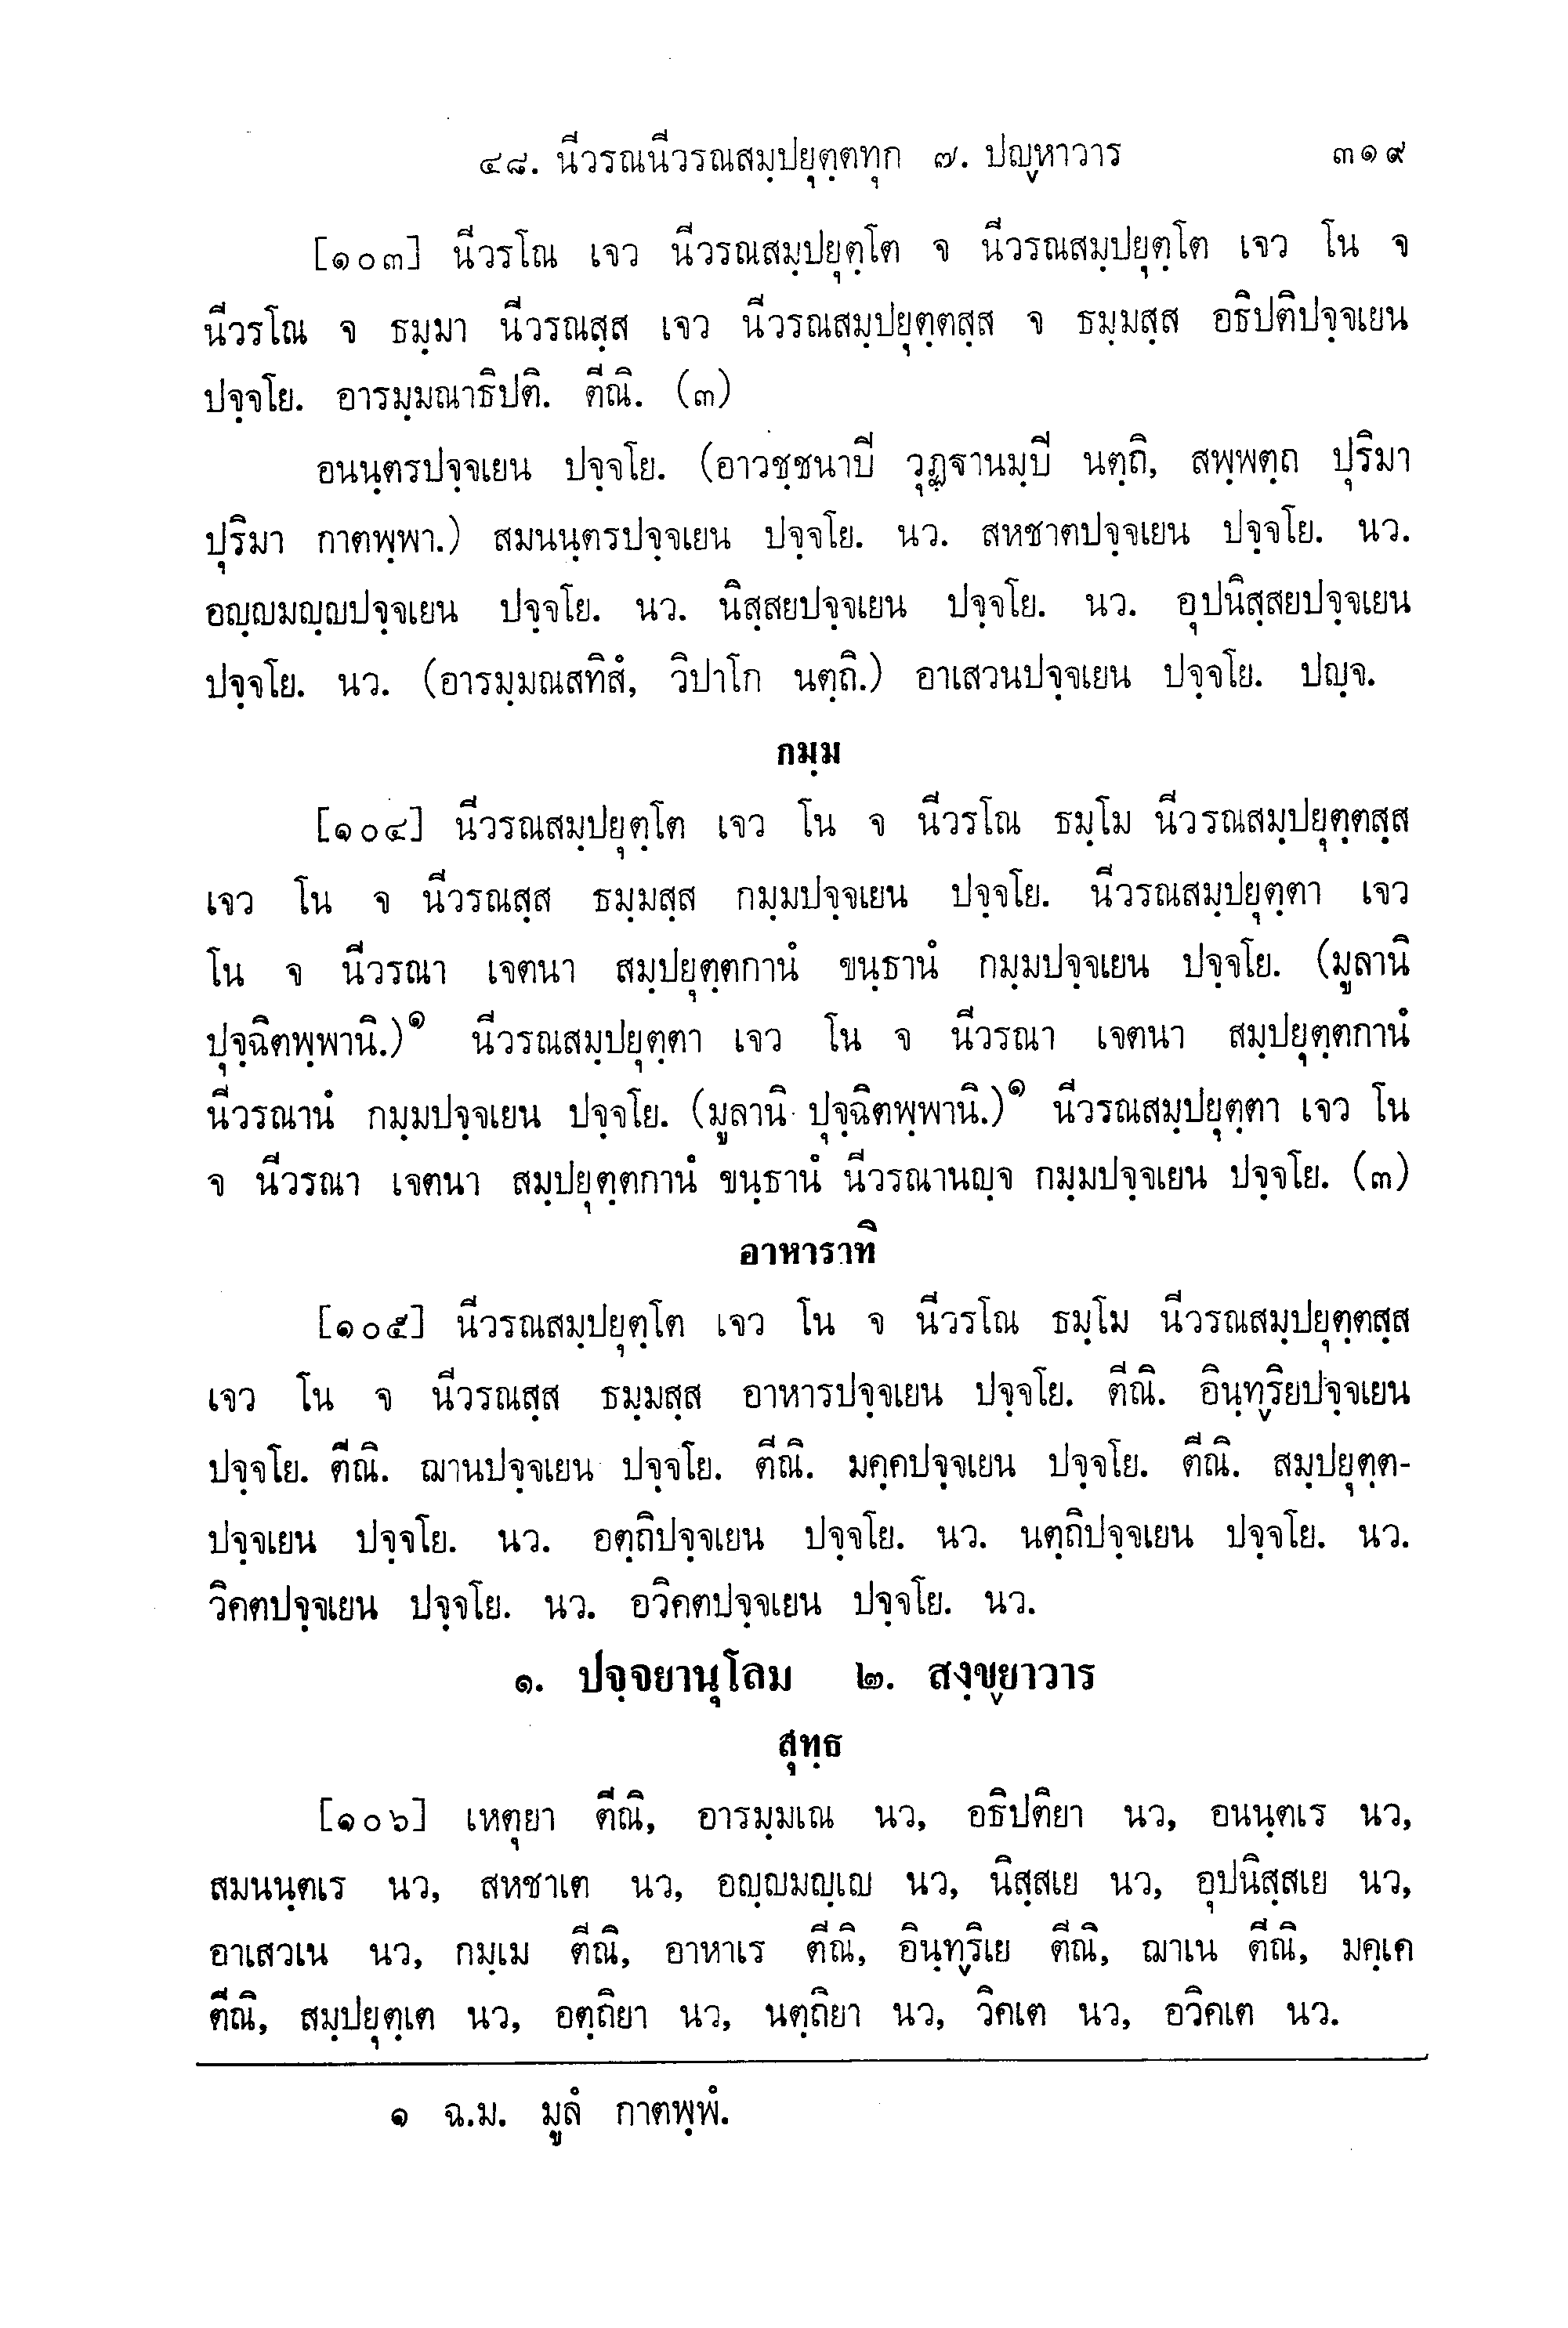 ๔๘. นีวรณนีวรณสมฺปยุตฺตทุก ๗. ปญฺหาวาร ๓๑๙
[๑๐๓] นีวรโณ เจว นีวรณสมฺปยุตฺโต จ นีวรณสมฺปยุตฺโต เจว โน จ
นีวรโณ จ ธมฺมา นีวรณสฺส เจว นีวรณสมฺปยุตฺตสฺส จ ธมฺมสฺส อธิปติปจฺจเยน
ปจฺจโย. อารมฺมณาธิปติ. ตีณิ. (๓)
อนนฺตรปจฺจเยน ปจฺจโย. (อาวชฺชนาปี วุฏฺฐานมฺปี นตฺถิ, สพฺพตฺถ ปุริมา
ปุริมา กาตพฺพา.) สมนนฺตรปจฺจเยน ปจฺจโย. นว. สหชาตปจฺจเยน ปจฺจโย. นว.
อญฺญมญฺญปจฺจเยน ปจฺจโย. นว. นิสฺสยปจฺจเยน ปจฺจโย. นว. อุปนิสฺสยปจฺจเยน
ปจฺจโย. นว. (อารมฺมณสทิสํ, วิปาโก นตฺถิ.) อาเสวนปจฺจเยน ปจฺจโย. ปญฺจ.
กมฺม
[๑๐๔] นีวรณสมฺปยุตฺโต เจว โน จ นีวรโณ ธมฺโม นีวรณสมฺปยุตฺตสฺส
เจว โน จ นีวรณสฺส ธมฺมสฺส กมฺมปจฺจเยน ปจฺจโย. นีวรณสมฺปยุตฺตา เจว
โน จ นีวรณา เจตนา สมฺปยุตฺตกานํ ขนฺธานํ กมฺมปจฺจเยน ปจฺจโย. (มูลานิ
ปุจฺฉิตพฺพานิ.)๑ นีวรณสมฺปยุตฺตา เจว โน จ นีวรณา เจตนา สมฺปยุตฺตกานํ
นีวรณานํ กมฺมปจฺจเยน ปจฺจโย. (มูลานิ ปุจฺฉิตพฺพานิ.)๑ นีวรณสมฺปยุตฺตา เจว โน
จ นีวรณา เจตนา สมฺปยุตฺตกานํ ขนฺธานํ นีวรณานญฺจ กมฺมปจฺจเยน ปจฺจโย. (๓)
อาหาราทิ
[๑๐๕] นีวรณสมฺปยุตฺโต เจว โน จ นีวรโณ ธมฺโม นีวรณสมฺปยุตฺตสฺส
เจว โน จ นีวรณสฺส ธมฺมสฺส อาหารปจฺจเยน ปจฺจโย. ตีณิ. อินฺทฺริยปจฺจเยน
ปจฺจโย. ตีณิ. ฌานปจฺจเยน ปจฺจโย. ตีณิ. มคฺคปจฺจเยน ปจฺจโย. ตีณิ. สมฺปยุตฺต-
ปจฺจเยน ปจฺจโย. นว. อตฺถิปจฺจเยน ปจฺจโย. นว. นตฺถิปจฺจเยน ปจฺจโย. นว.
วิคตปจฺจเยน ปจฺจโย. นว. อวิคตปจฺจเยน ปจฺจโย. นว.
๑. ปจฺจยานุโลม ๒. สงฺขฺยาวาร
สุทฺธ
[๑๐๖] เหตุยา ตีณิ, อารมฺมเณ นว, อธิปติยา นว, อนนฺตเร นว,
สมนนฺตเร นว, สหชาเต นว, อญฺญมญฺเญ นว, นิสฺสเย นว, อุปนิสฺสเย นว,
อาเสวเน นว, กมฺเม ตีณิ, อาหาเร ตีณิ, อินฺทฺริเย ตีณิ, ฌาเน ตีณิ, มคฺเค
ตีณิ, สมฺปยุตฺเต นว, อตฺถิยา นว, นตฺถิยา นว, วิคเต นว, อวิคเต นว.
๑ ฉ.ม. มูลํ กาตพฺพํ.